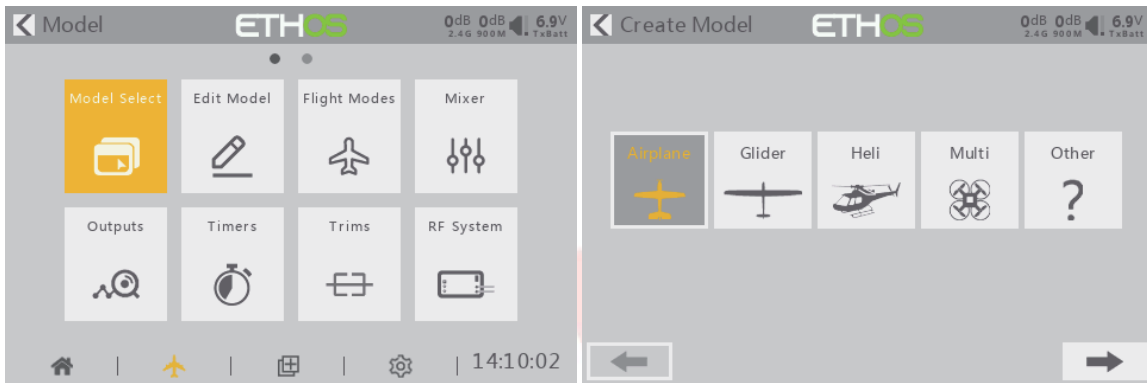 Model ETHOS 0dB 0dB 6.9V
2.4G 900M TxBatt
Model Select Edit Model Flight Modes Mixer
Outputs Timers Trims RF System
14:10:02
Create Model ETHOS 0dB 0dB 6.9V
2.4G 900M TxBatt
Airplane Glider Heli Multi Other
?